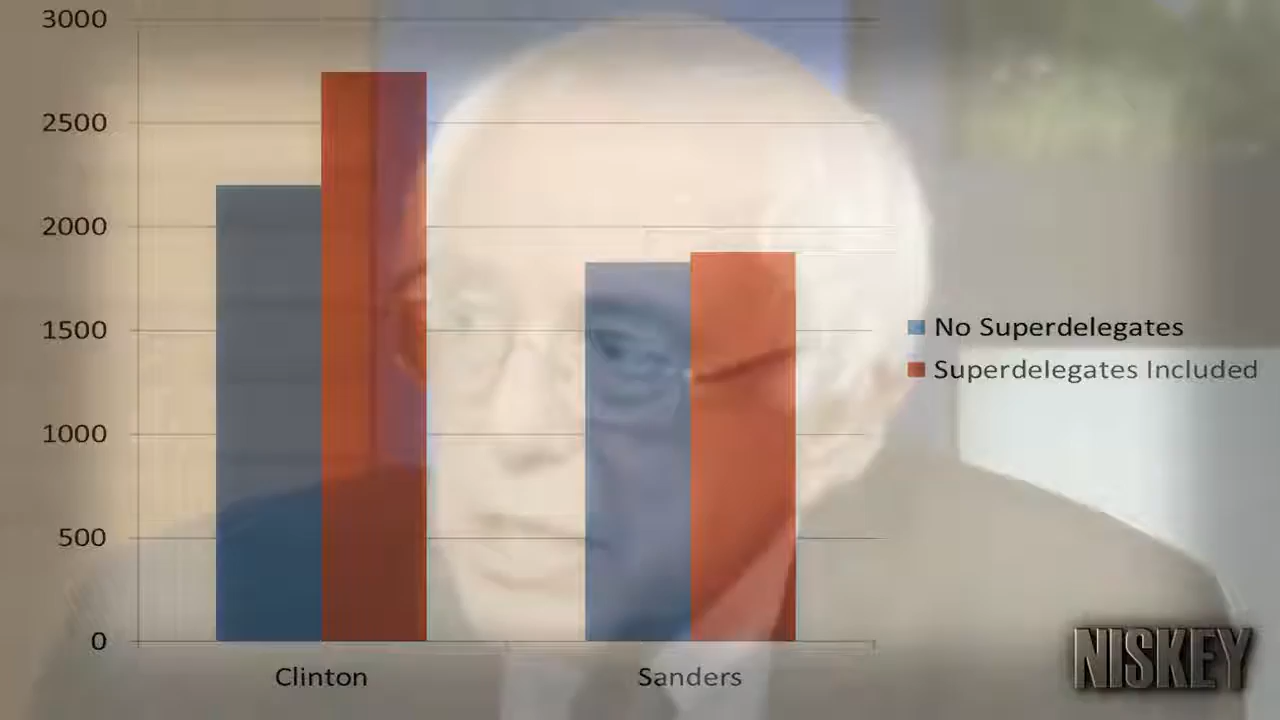 3000
2500
2000
1500
1000
500
0
Clinton
Sanders
No Superdelegates
Superdelegates Included
NISKEY